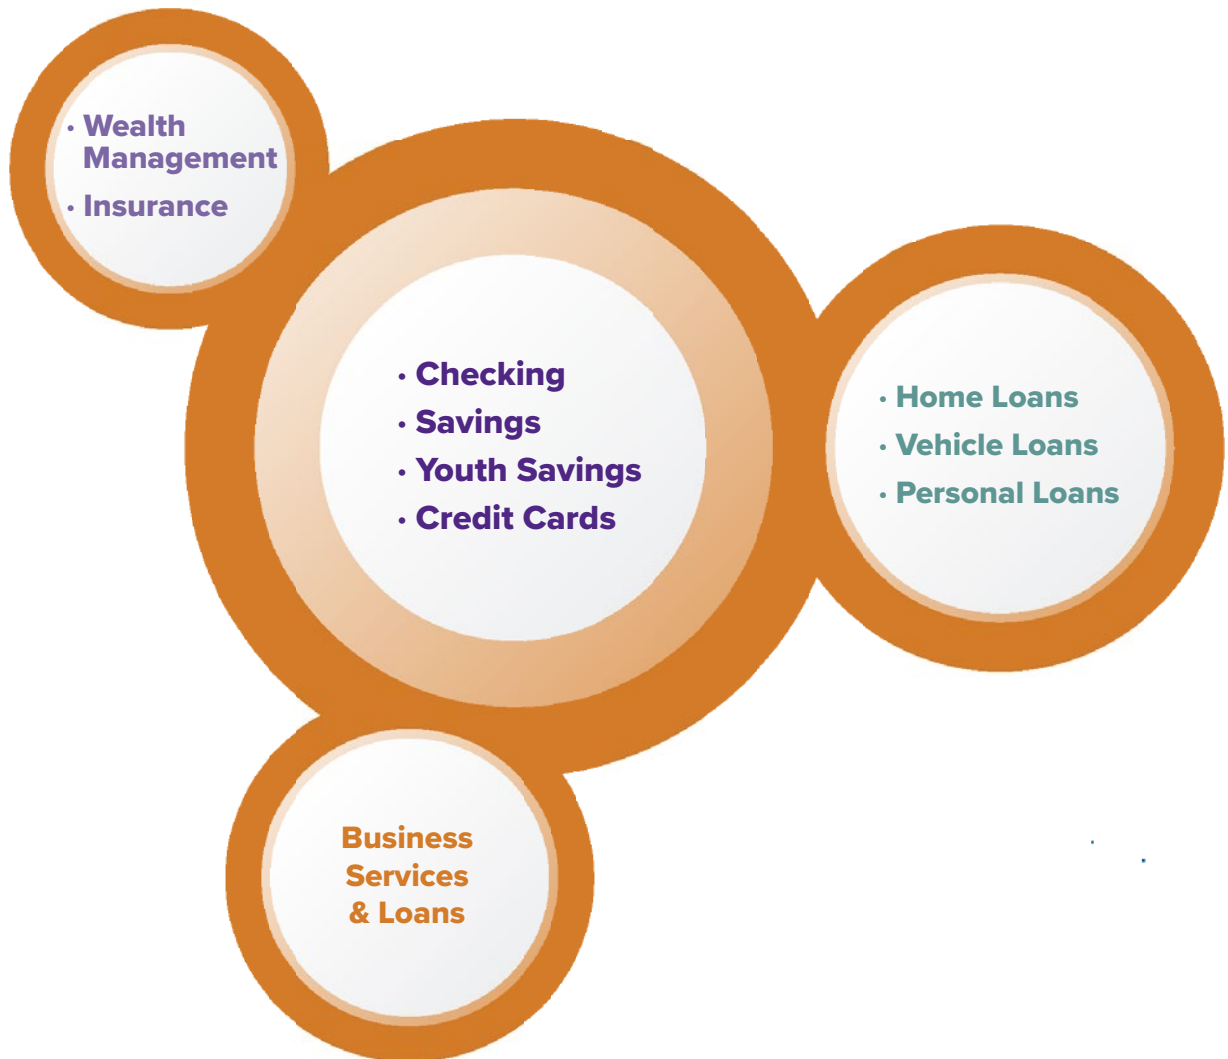 · Wealth
Management
· Insurance
· Checking
· Savings
· Youth Savings
· Credit Cards
· Home Loans
· Vehicle Loans
· Personal Loans
Business
Services
& Loans